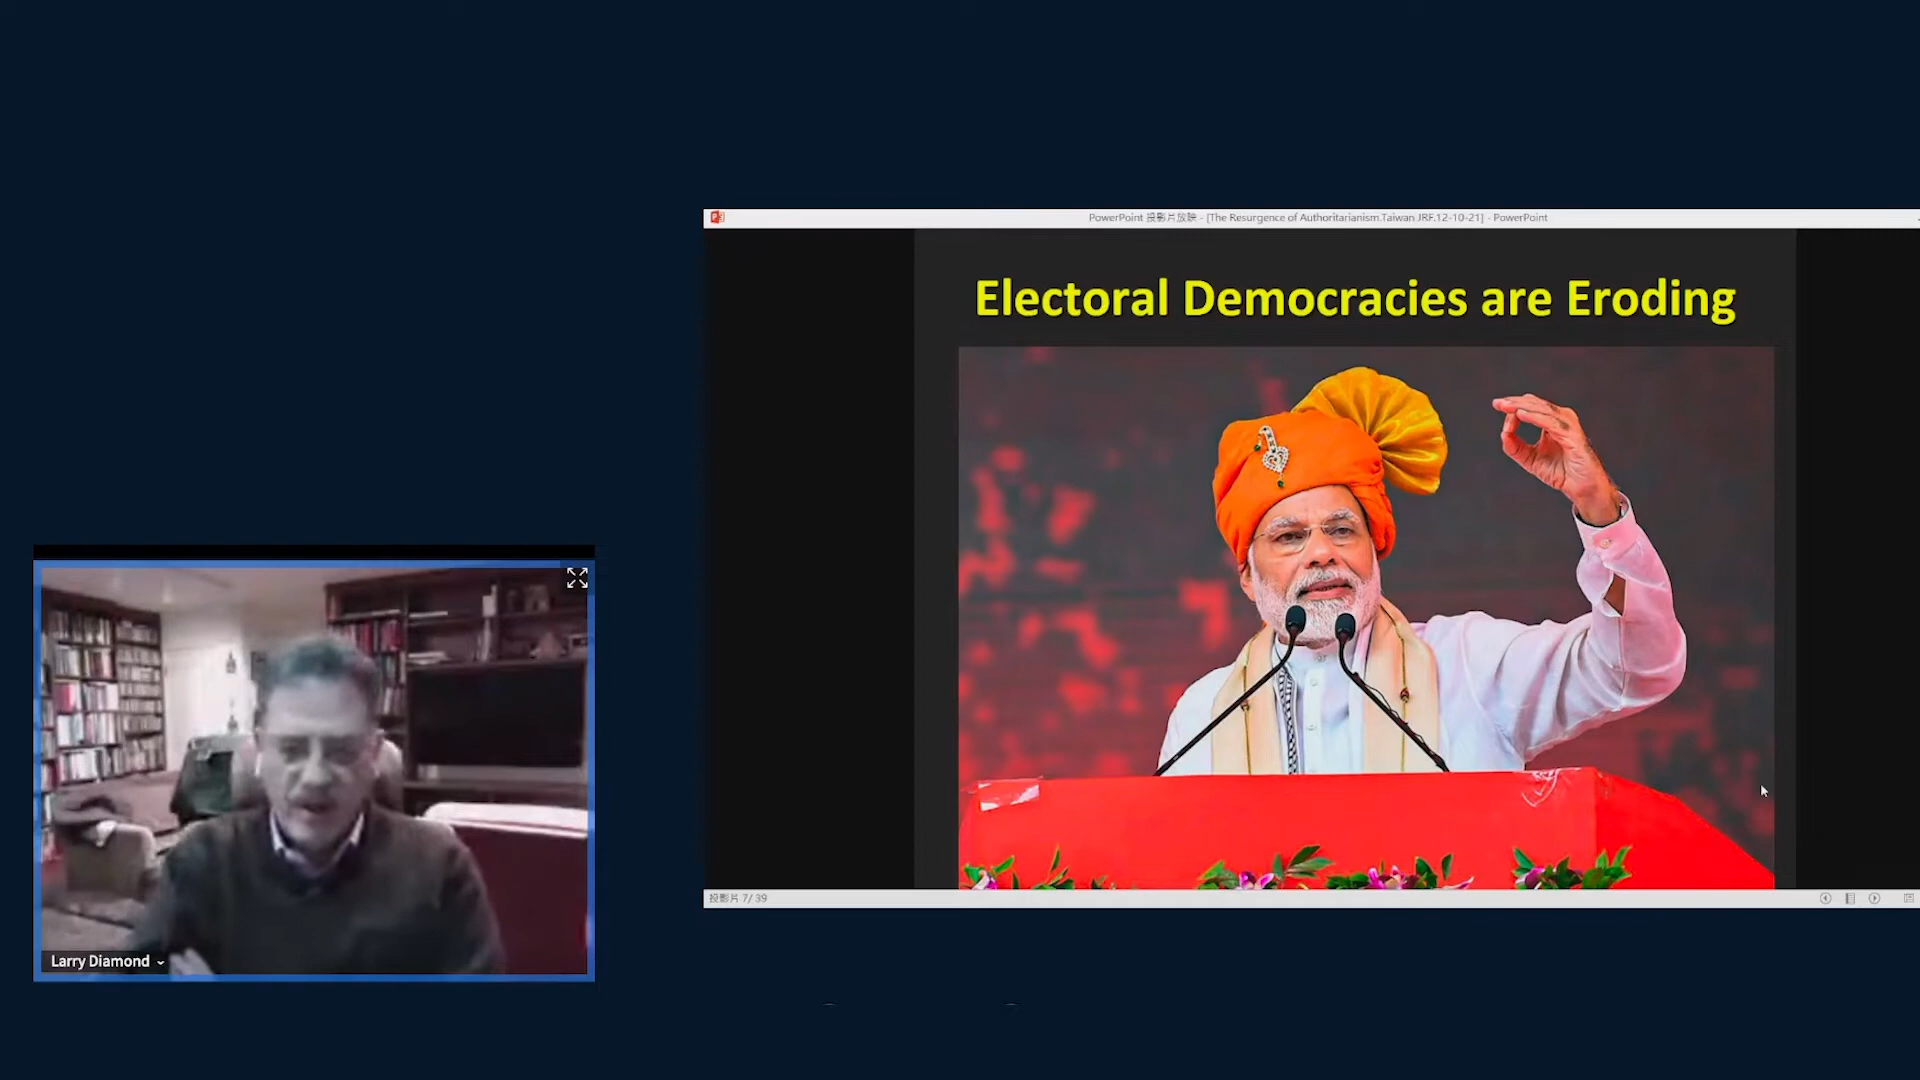 PowerPoint 投影片放映 - [The Resurgence of Authoritarianism.Taiwan JRF.12-10-21] - PowerPoint
Electoral Democracies are Eroding
Larry Diamond
投影片 7/ 39